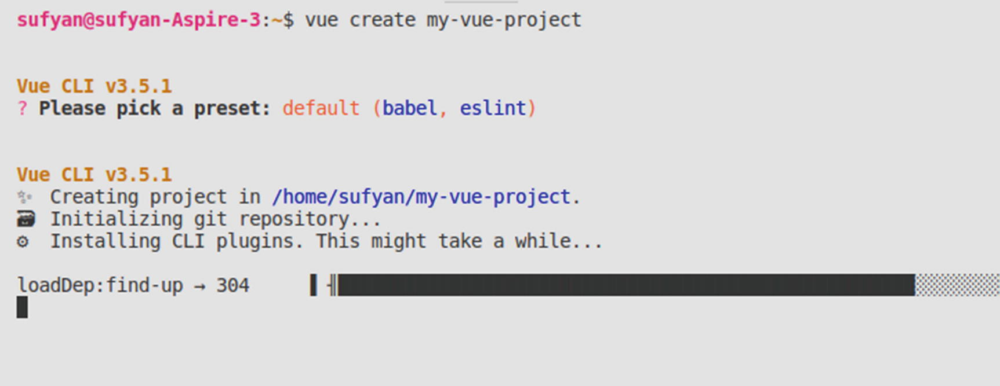 sufyan@sufyan-Aspire-3:~$ vue create my-vue-project
Vue CLI v3.5.1
? Please pick a preset: default (babel, eslint)
Vue CLI v3.5.1
✨ Creating project in /home/sufyan/my-vue-project.
🗃 Initializing git repository...
⚙ Installing CLI plugins. This might take a while...
loadDep:find-up → 304